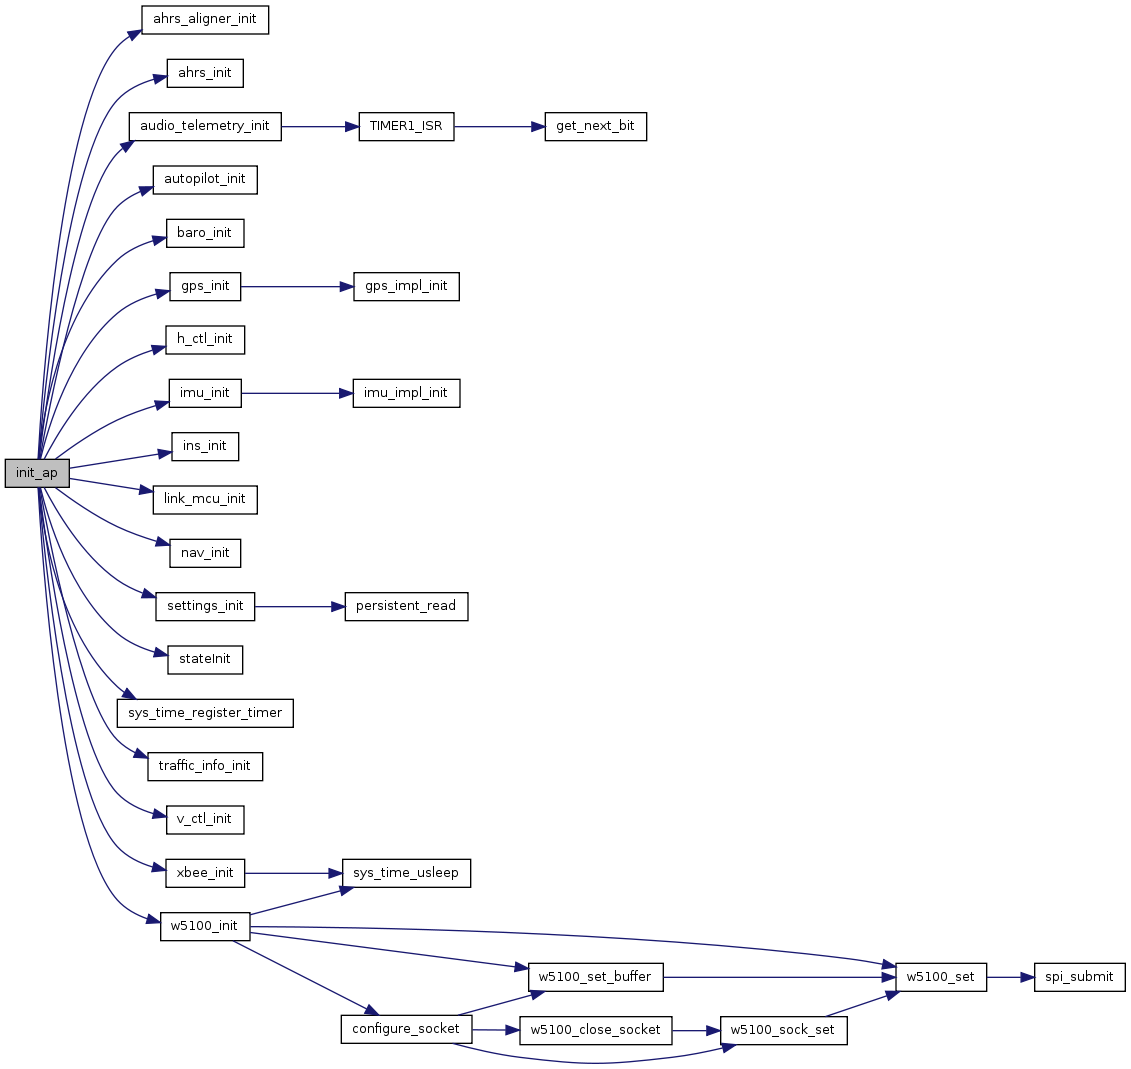 ahrs_aligner_init
ahrs_init
audio_telemetry_init
TIMER1_ISR
get_next_bit
autopilot_init
baro_init
gps_init
gps_impl_init
h_ctl_init
imu_init
imu_impl_init
ins_init
init_ap
link_mcu_init
nav_init
settings_init
persistent_read
stateInit
sys_time_register_timer
traffic_info_init
v_ctl_init
xbee_init
sys_time_usleep
w5100_init
w5100_set_buffer
w5100_set
spi_submit
configure_socket
w5100_close_socket
w5100_sock_set